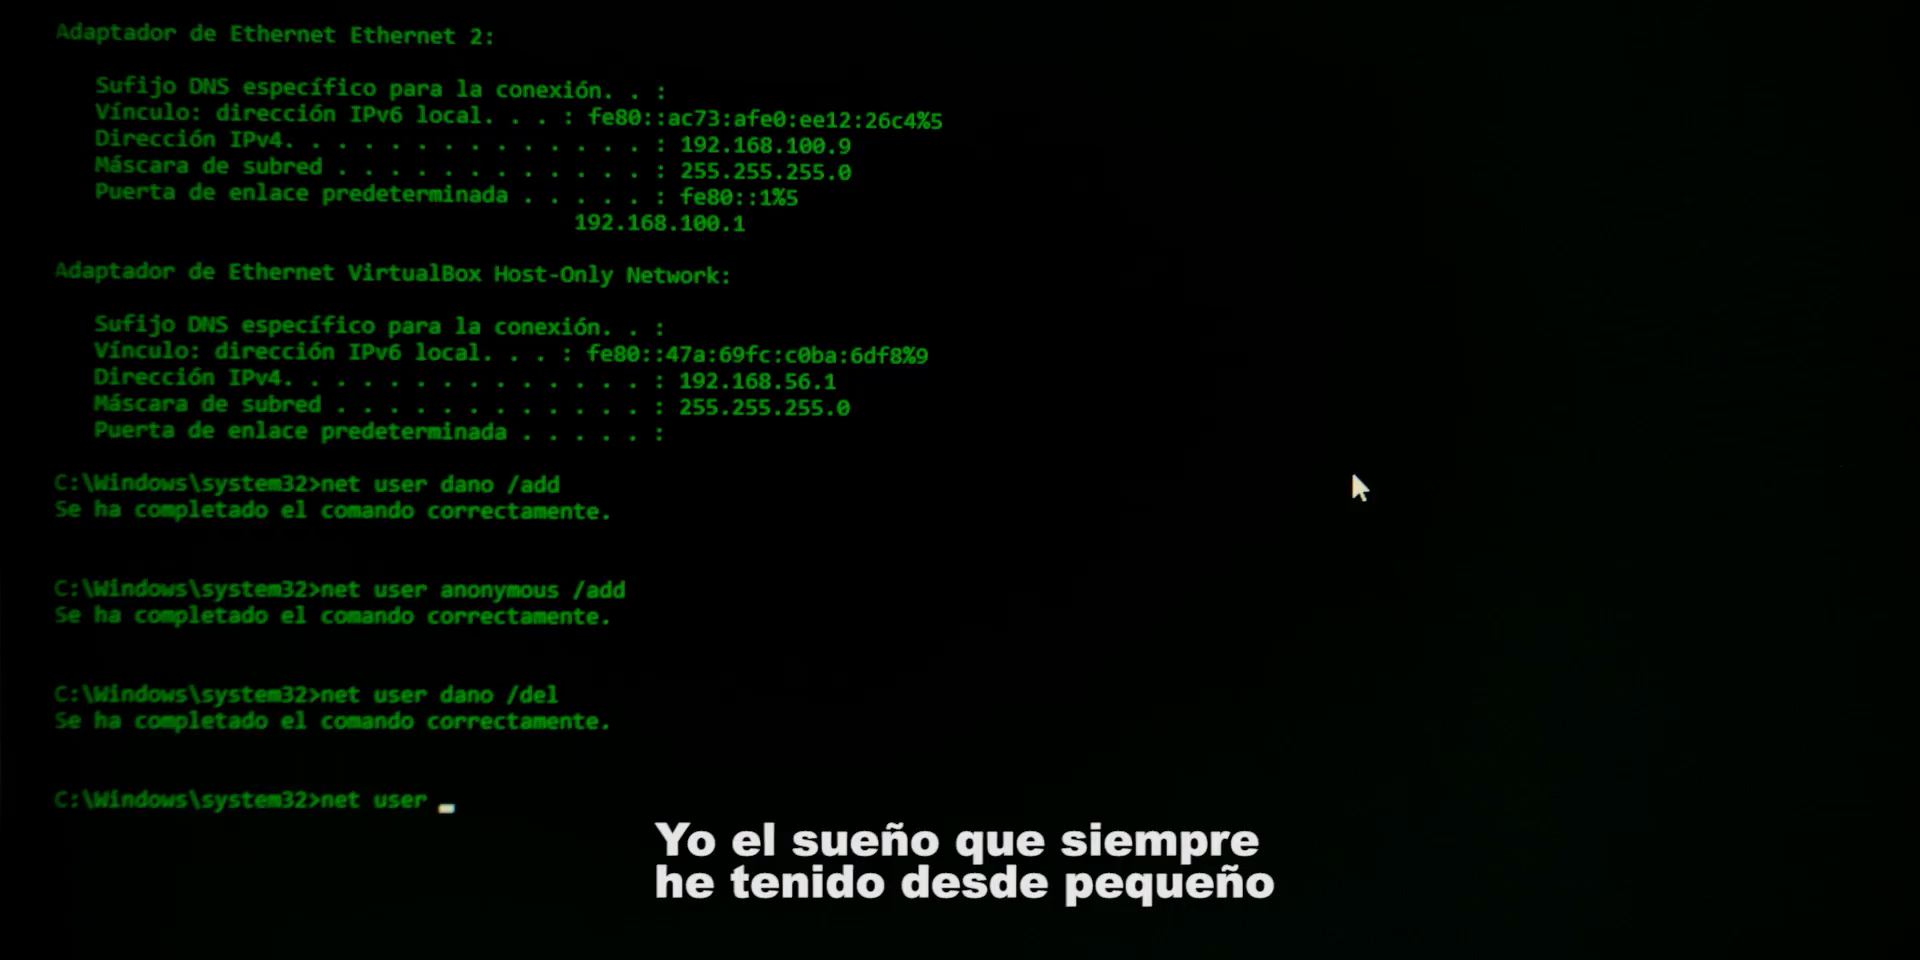 Adaptador de Ethernet Ethernet 2:
Sufijo DNS específico para la conexión. . :
Vínculo: dirección IPv6 local. . . : fe80::ac73:afe0:ee12:26c4%5
Dirección IPv4. . . . . . . . . . . . . . : 192.168.100.9
Máscara de subred . . . . . . . . . . . . : 255.255.255.0
Puerta de enlace predeterminada . . . . . : fe80::1%5
192.168.100.1
Adaptador de Ethernet VirtualBox Host-Only Network:
Sufijo DNS específico para la conexión. . :
Vínculo: dirección IPv6 local. . . : fe80::47a:69fc:c0ba:6df8%9
Dirección IPv4. . . . . . . . . . . . . . : 192.168.56.1
Máscara de subred . . . . . . . . . . . . : 255.255.255.0
Puerta de enlace predeterminada . . . . . :
C:\Windows\system32>net user dano /add
Se ha completado el comando correctamente.
C:\Windows\system32>net user anonymous /add
Se ha completado el comando correctamente.
C:\Windows\system32>net user dano /del
Se ha completado el comando correctamente.
C:\Windows\system32>net user _
Yo el sueño que siempre
he tenido desde pequeño